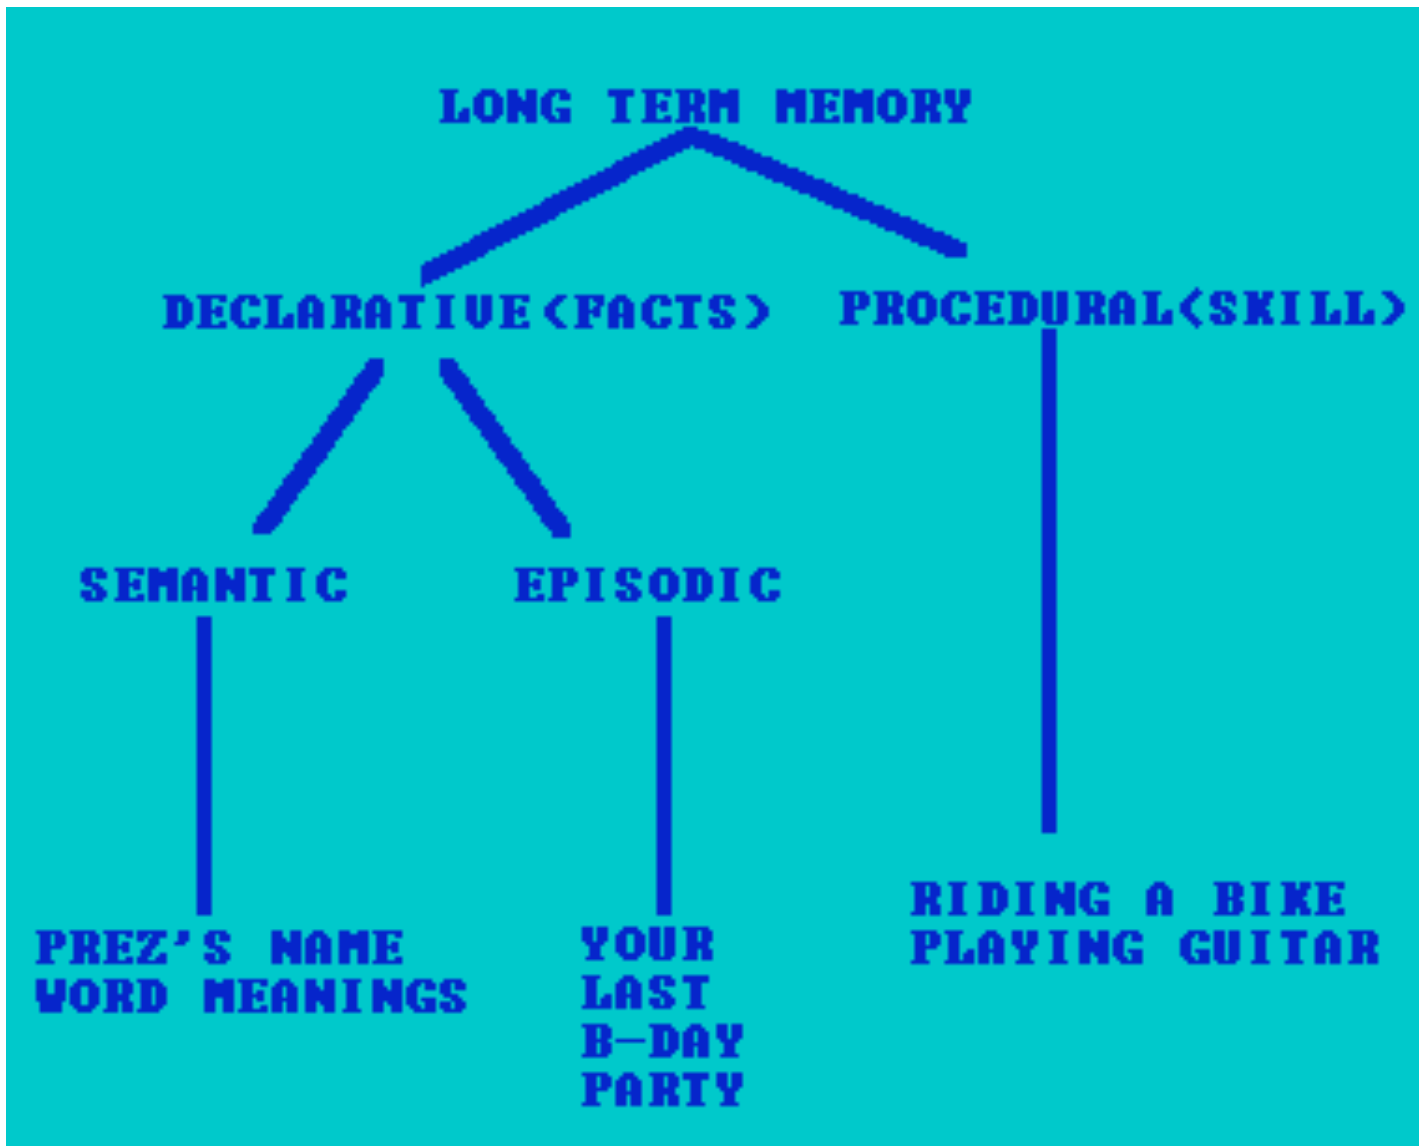 LONG TERM MEMORY
DECLARATIVE<FACTS>
PROCEDURAL<SKILL>
SEMANTIC
EPISODIC
PREZ'S NAME
WORD MEANINGS
YOUR
LAST
B-DAY
PARTY
RIDING A BIKE
PLAYING GUITAR